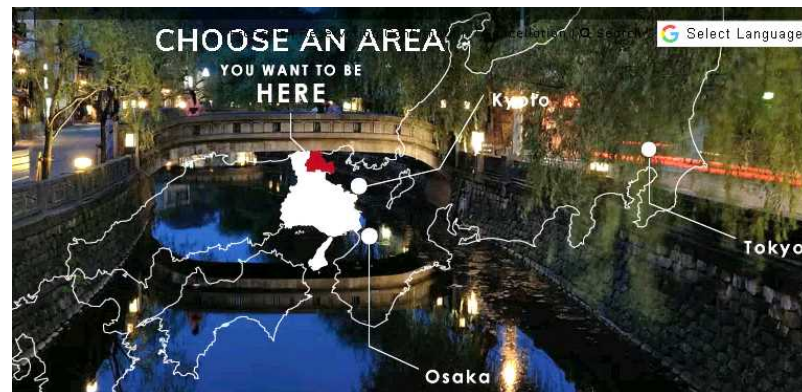 Select Language
CHOOSE AN AREA
YOU WANT TO BE
HERE
Kyoto
Tokyo
Osaka